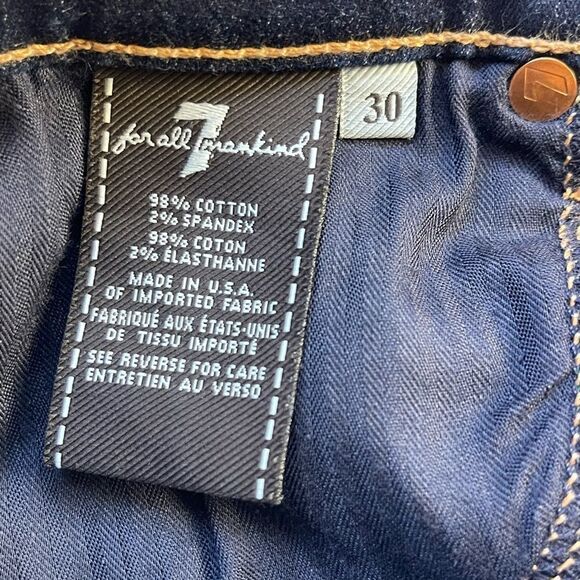 7
for all mankind
30
98% COTTON
2% SPANDEX
98% COTON
2% ÉLASTHANNE
MADE IN U.S.A.
OF IMPORTED FABRIC
FABRIQUÉ AUX ÉTATS-UNIS
DE TISSU IMPORTÉ
SEE REVERSE FOR CARE
ENTRETIEN AU VERSO
7